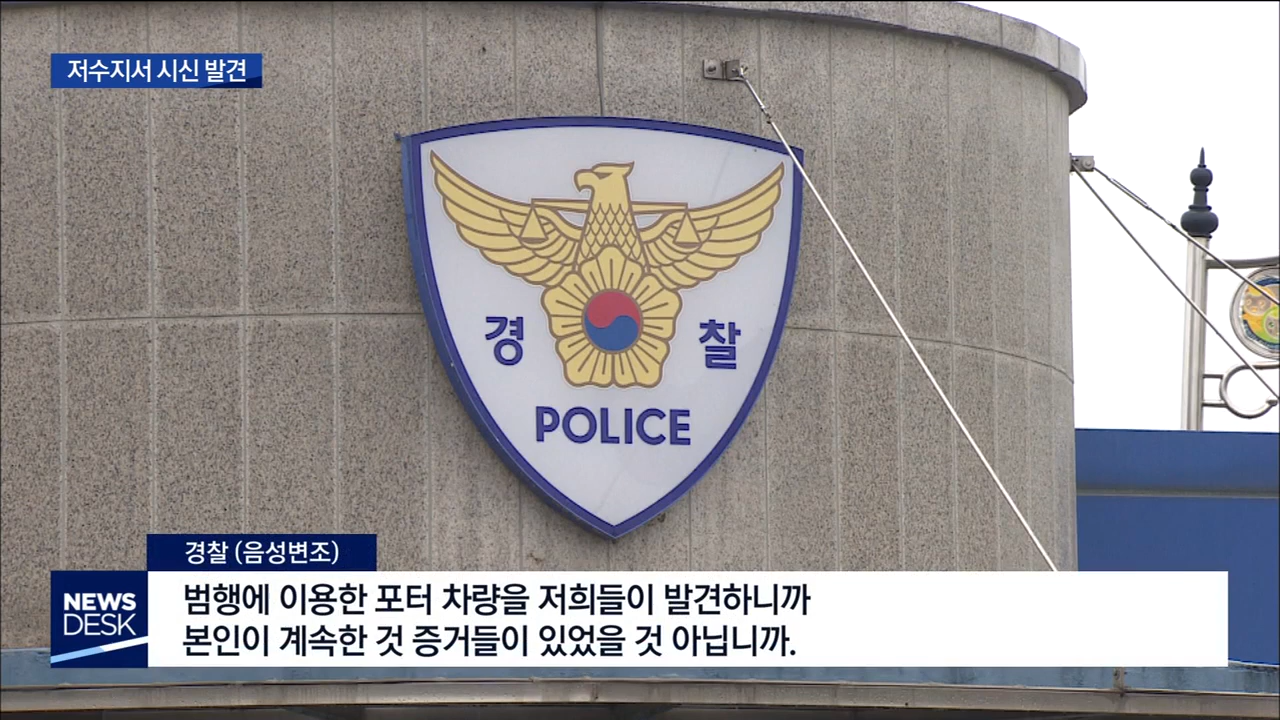 저수지서 시신 발견
경 찰
POLICE
경찰 (음성변조)
NEWS
DESK
범행에 이용한 포터 차량을 저희들이 발견하니까
본인이 계속한 것 증거들이 있었을 것 아닙니까.